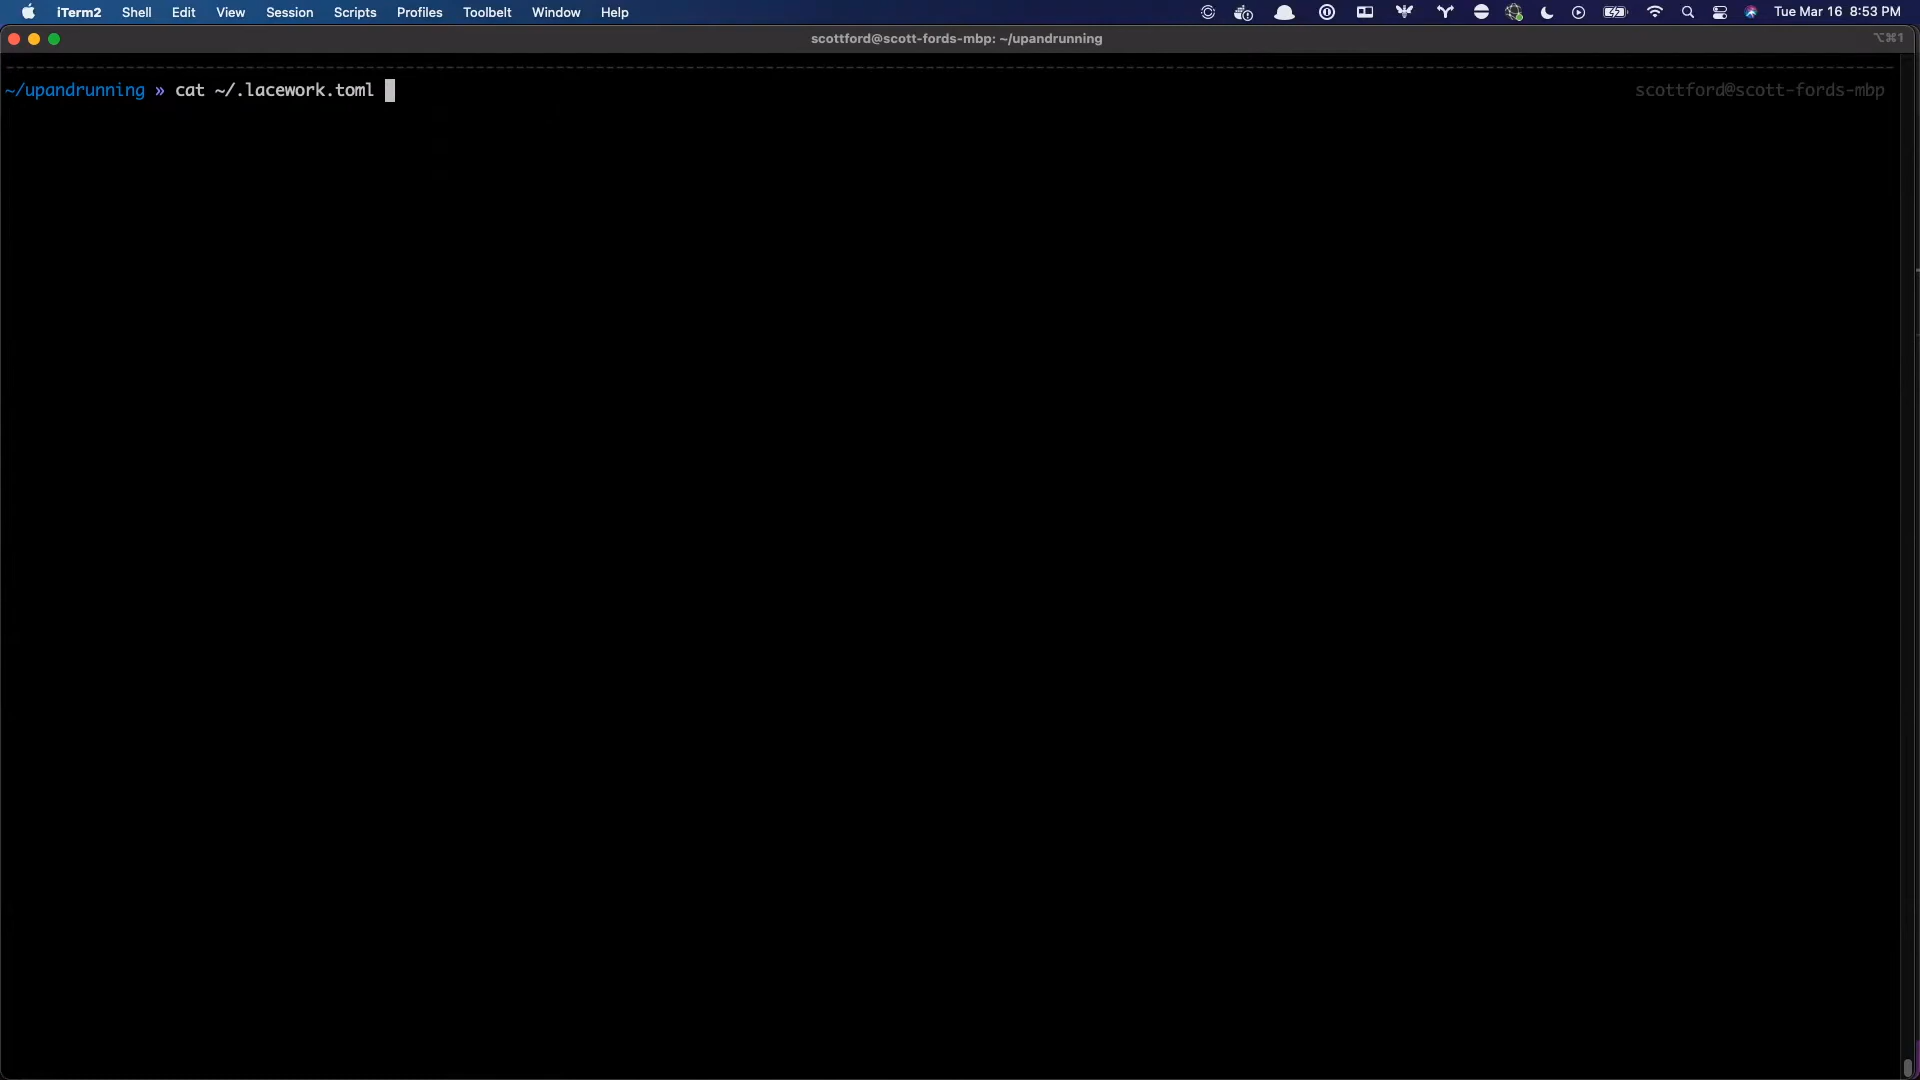 iTerm2 Shell Edit View Session Scripts Profiles Toolbelt Window Help Tue Mar 16 8:53 PM
scottford@scott-fords-mbp: ~/upandrunning ⌥⌘1
~/upandrunning » cat ~/.lacework.toml scottford@scott-fords-mbp